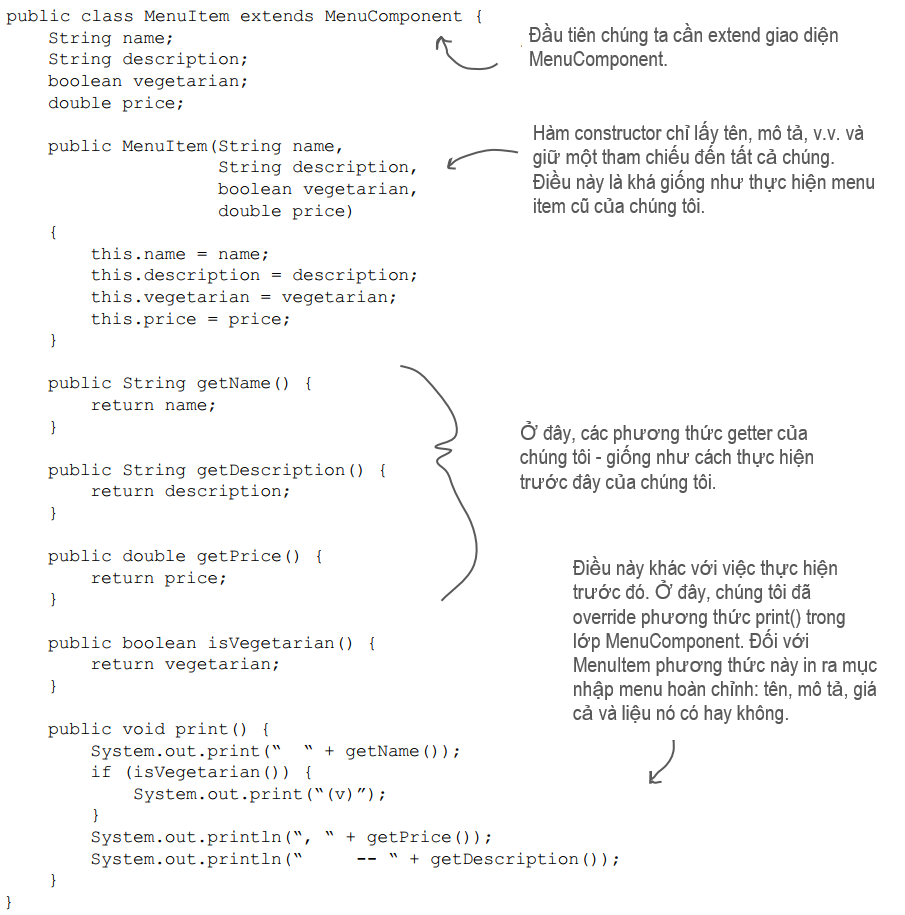 public class MenuItem extends MenuComponent {
    String name;
    String description;
    boolean vegetarian;
    double price;
Đầu tiên chúng ta cần extend giao diện
MenuComponent.
    public MenuItem(String name,
                    String description,
                    boolean vegetarian,
                    double price)
    {
        this.name = name;
        this.description = description;
        this.vegetarian = vegetarian;
        this.price = price;
    }
Hàm constructor chỉ lấy tên, mô tả, v.v. và
giữ một tham chiếu đến tất cả chúng.
Điều này là khá giống như thực hiện menu
item cũ của chúng tôi.
    public String getName() {
        return name;
    }
    public String getDescription() {
        return description;
    }
    public double getPrice() {
        return price;
    }
Ở đây, các phương thức getter của
chúng tôi - giống như cách thực hiện
trước đây của chúng tôi.
    public boolean isVegetarian() {
        return vegetarian;
    }
    public void print() {
        System.out.print(“  “ + getName());
        if (isVegetarian()) {
            System.out.print(“(v)”);
        }
        System.out.println(“, “ + getPrice());
        System.out.println(“     -- “ + getDescription());
    }
}
Điều này khác với việc thực hiện
trước đó. Ở đây, chúng tôi đã
override phương thức print() trong
lớp MenuComponent. Đối với
MenuItem phương thức này in ra mục
nhập menu hoàn chỉnh: tên, mô tả, giá
cả và liệu nó có hay không.